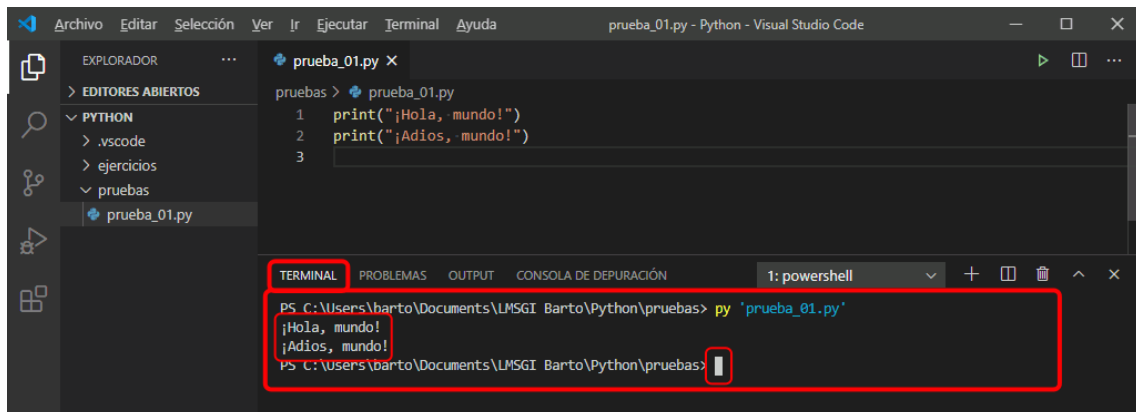 Archivo Editar Selección Ver Ir Ejecutar Terminal Ayuda prueba_01.py - Python - Visual Studio Code
EXPLORADOR ··· prueba_01.py
EDITORES ABIERTOS
pruebas > prueba_01.py
PYTHON
1 print("¡Hola, mundo!")
.vscode
2 print("¡Adios, mundo!")
ejercicios
3
pruebas
prueba_01.py
TERMINAL PROBLEMAS OUTPUT CONSOLA DE DEPURACIÓN 1: powershell
PS C:\Users\barto\Documents\LMSGI Barto\Python\pruebas> py 'prueba_01.py'
¡Hola, mundo!
¡Adios, mundo!
PS C:\Users\barto\Documents\LMSGI Barto\Python\pruebas>